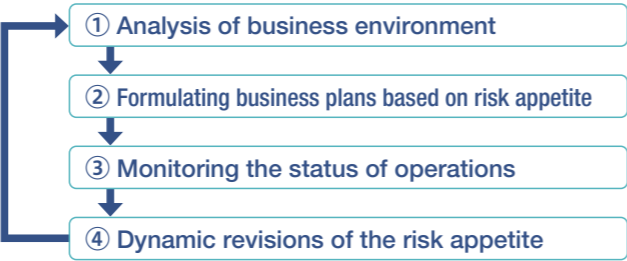 ① Analysis of business environment
② Formulating business plans based on risk appetite
③ Monitoring the status of operations
④ Dynamic revisions of the risk appetite